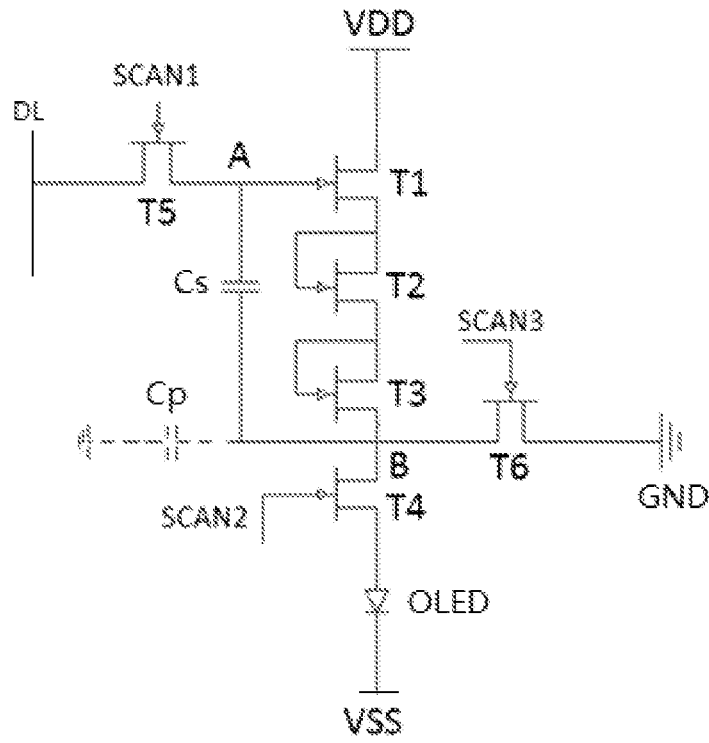 VDD
SCAN1
DL
A
T1
T5
Cs
T2
SCAN3
Cp
T3
B
T6
SCAN2
T4
GND
OLED
VSS